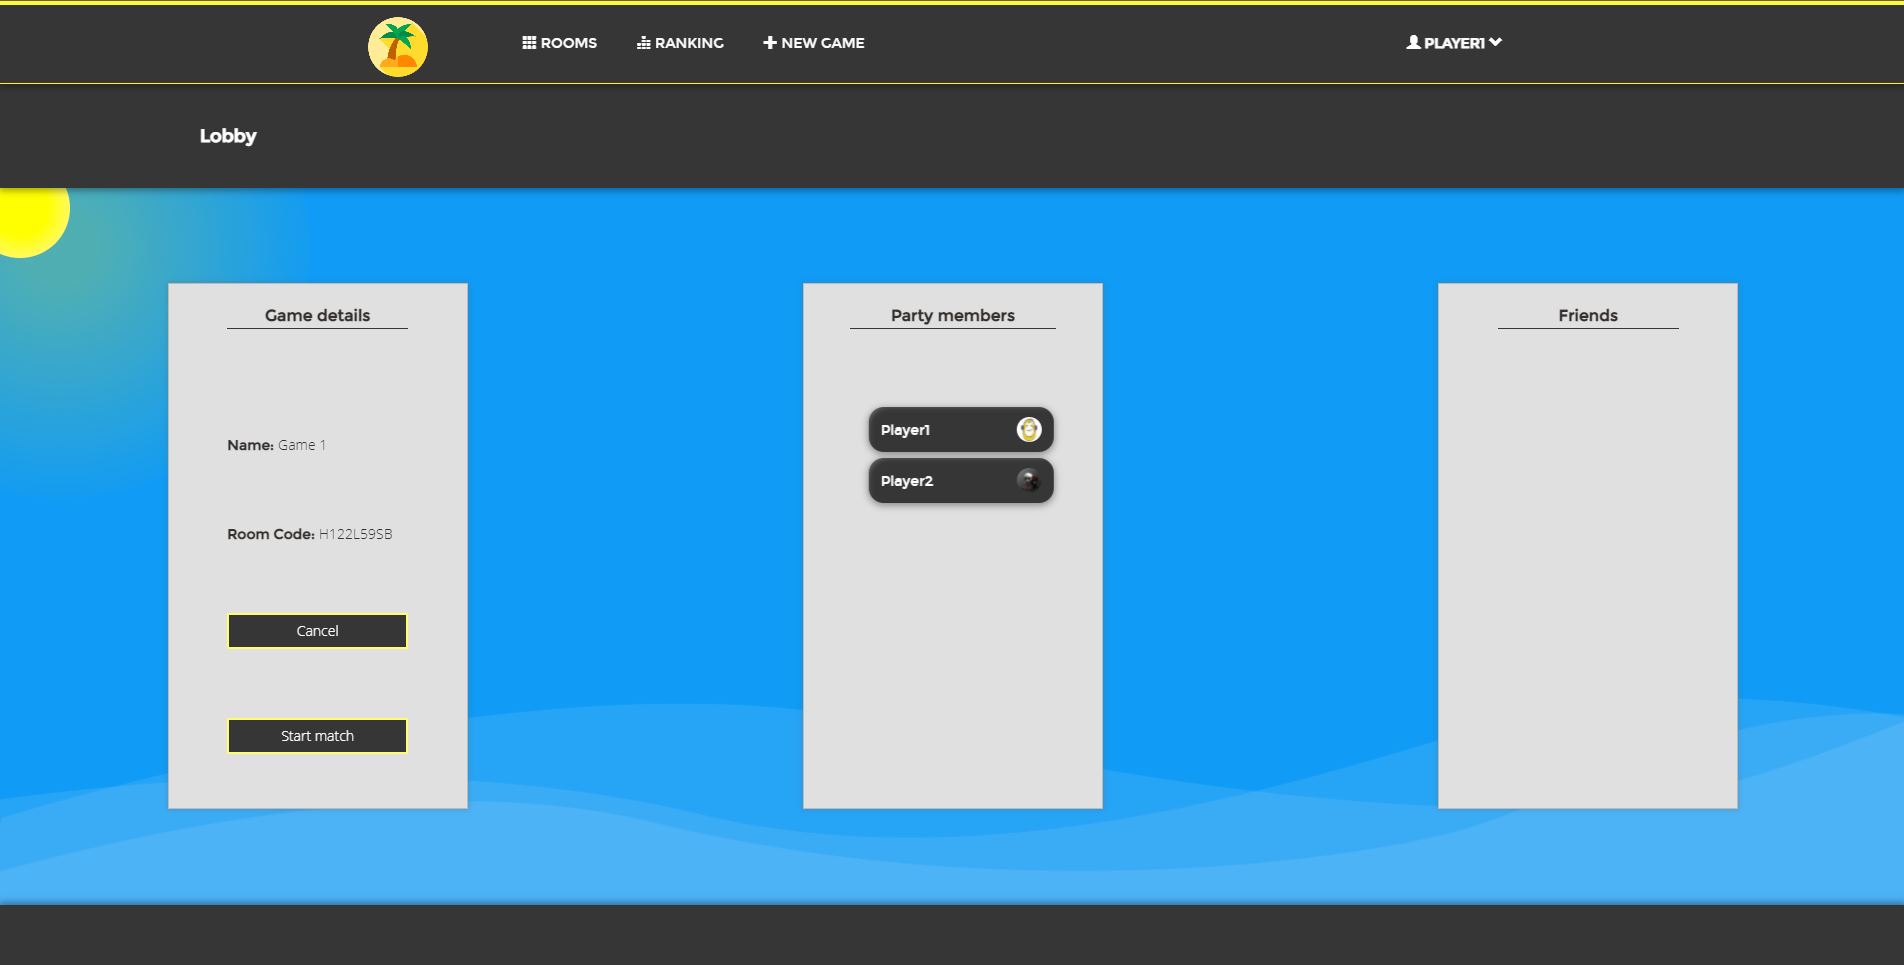 ROOMS
RANKING
NEW GAME
PLAYER1
Lobby
Game details
Name: Game 1
Room Code: H122L59SB
Cancel
Start match
Party members
Player1
Player2
Friends